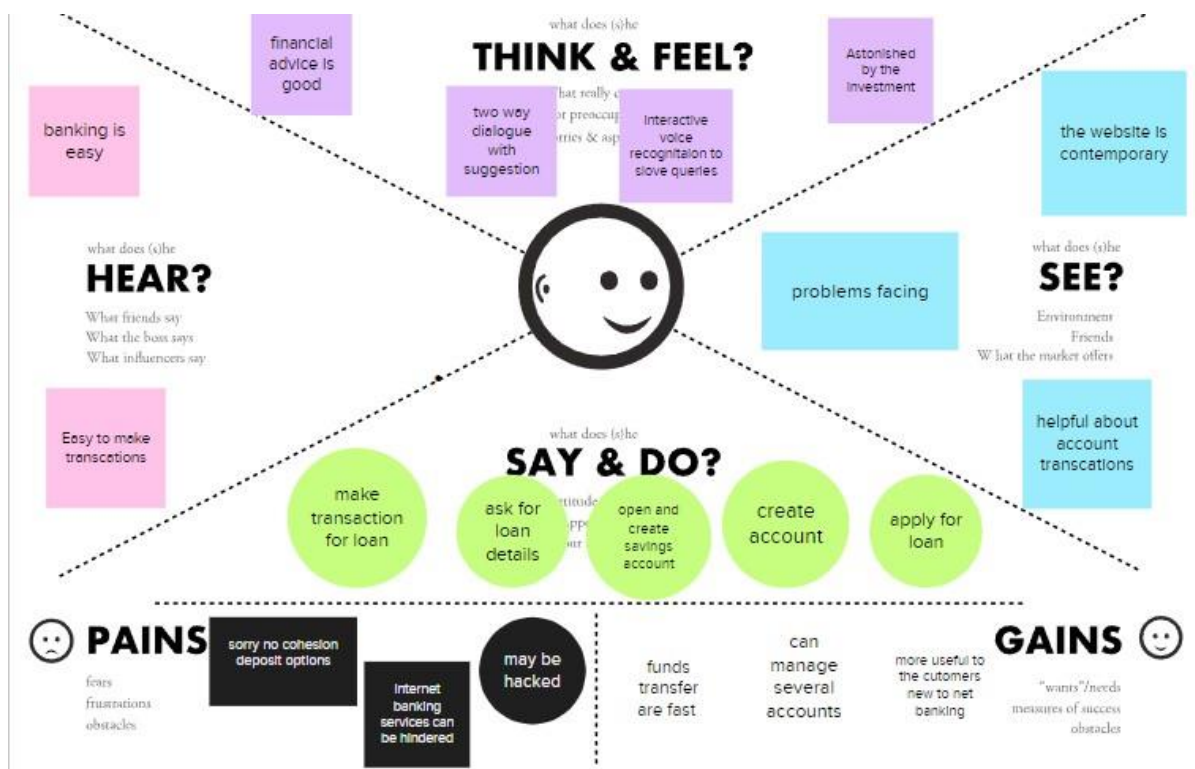 what does (s)he
THINK & FEEL?
financial
advice is
good
two way
dialogue
with
suggestion
Interactive
voice
recognitaion to
slove queries
Astonished
by the
investment
banking is
easy
what does (s)he
HEAR?
What friends say
What the boss says
What influencers say
Easy to make
transcations
the website is
contemporary
problems facing
what does (s)he
SEE?
Environment
Friends
What the market offers
helpful about
account
transcations
what does (s)he
SAY & DO?
make
transaction
for loan
ask for
loan
details
open and
create
savings
account
create
account
apply for
loan
PAINS
fears
frustrations
obstacles
sorry no cohesion
deposit options
Internet
banking
services can
be hindered
may be
hacked
funds
transfer
are fast
can
manage
several
accounts
more useful to
the cutomers
new to net
banking
GAINS
"wants"/needs
measures of success
obstacles